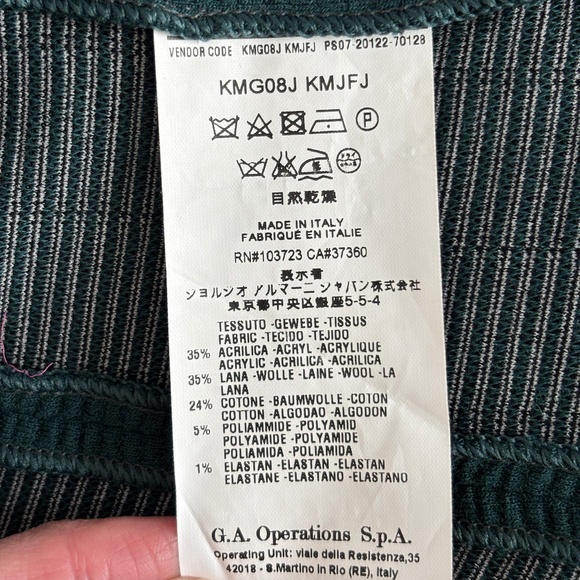 VENDOR CODE KMG08J KMJFJ PS07-20122-70128
KMG08J KMJFJ
P
ドライ
自然乾燥
MADE IN ITALY
FABRIQUÉ EN ITALIE
RN#103723 CA#37360
表示者
ジョルジオ アルマーニ ジャパン株式会社
東京都中央区銀座5-5-4
TESSUTO -GEWEBE -TISSUS
FABRIC -TECIDO -TEJIDO
35% ACRILICA -ACRYL -ACRYLIQUE
ACRYLIC -ACRILICA -ACRILICA
35% LANA -WOLLE -LAINE -WOOL -LA
LANA
24% COTONE -BAUMWOLLE -COTON
COTTON -ALGODAO -ALGODON
5% POLIAMMIDE -POLYAMID
POLYAMIDE -POLYAMIDE
POLIAMIDA -POLIAMIDA
1% ELASTAN -ELASTAN -ELASTAN
ELASTANE -ELASTANO -ELASTANO
G.A. Operations S.p.A.
Operating Unit: viale della Resistenza,35
42018 - S.Martino in Rio (RE), Italy